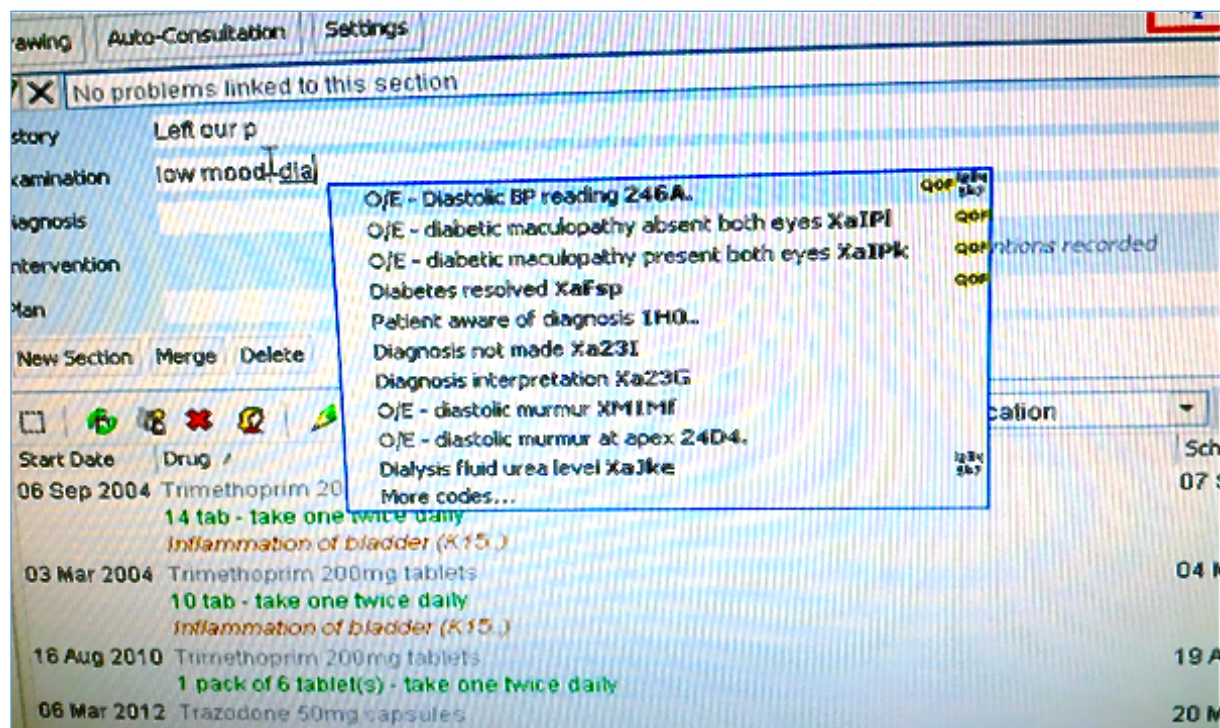 awing Auto-Consultation Settings
No problems linked to this section
story Left our p
xamination low mood dia
iagnosis
ntervention
lan
O/E - Diastolic BP reading 246A.. QOF
O/E - diabetic maculopathy absent both eyes XaIPl QOF
O/E - diabetic maculopathy present both eyes XaIPk QOF ntions recorded
Diabetes resolved XaFsp QOF
Patient aware of diagnosis 1H0..
Diagnosis not made Xa23I
Diagnosis interpretation Xa23G
O/E - diastolic murmur XM1Mf
O/E - diastolic murmur at apex 24D4.
Dialysis fluid urea level XaJke
More codes...
New Section Merge Delete
cation
Start Date Drug Sch
06 Sep 2004 Trimethoprim 20 07 S
14 tab - take one twice daily
Inflammation of bladder (K15..)
03 Mar 2004 Trimethoprim 200mg tablets 04 M
10 tab - take one twice daily
Inflammation of bladder (K15..)
16 Aug 2010 Trimethoprim 200mg tablets 19 A
1 pack of 6 tablet(s) - take one twice daily
06 Mar 2012 Trazodone 50mg capsules 20 M